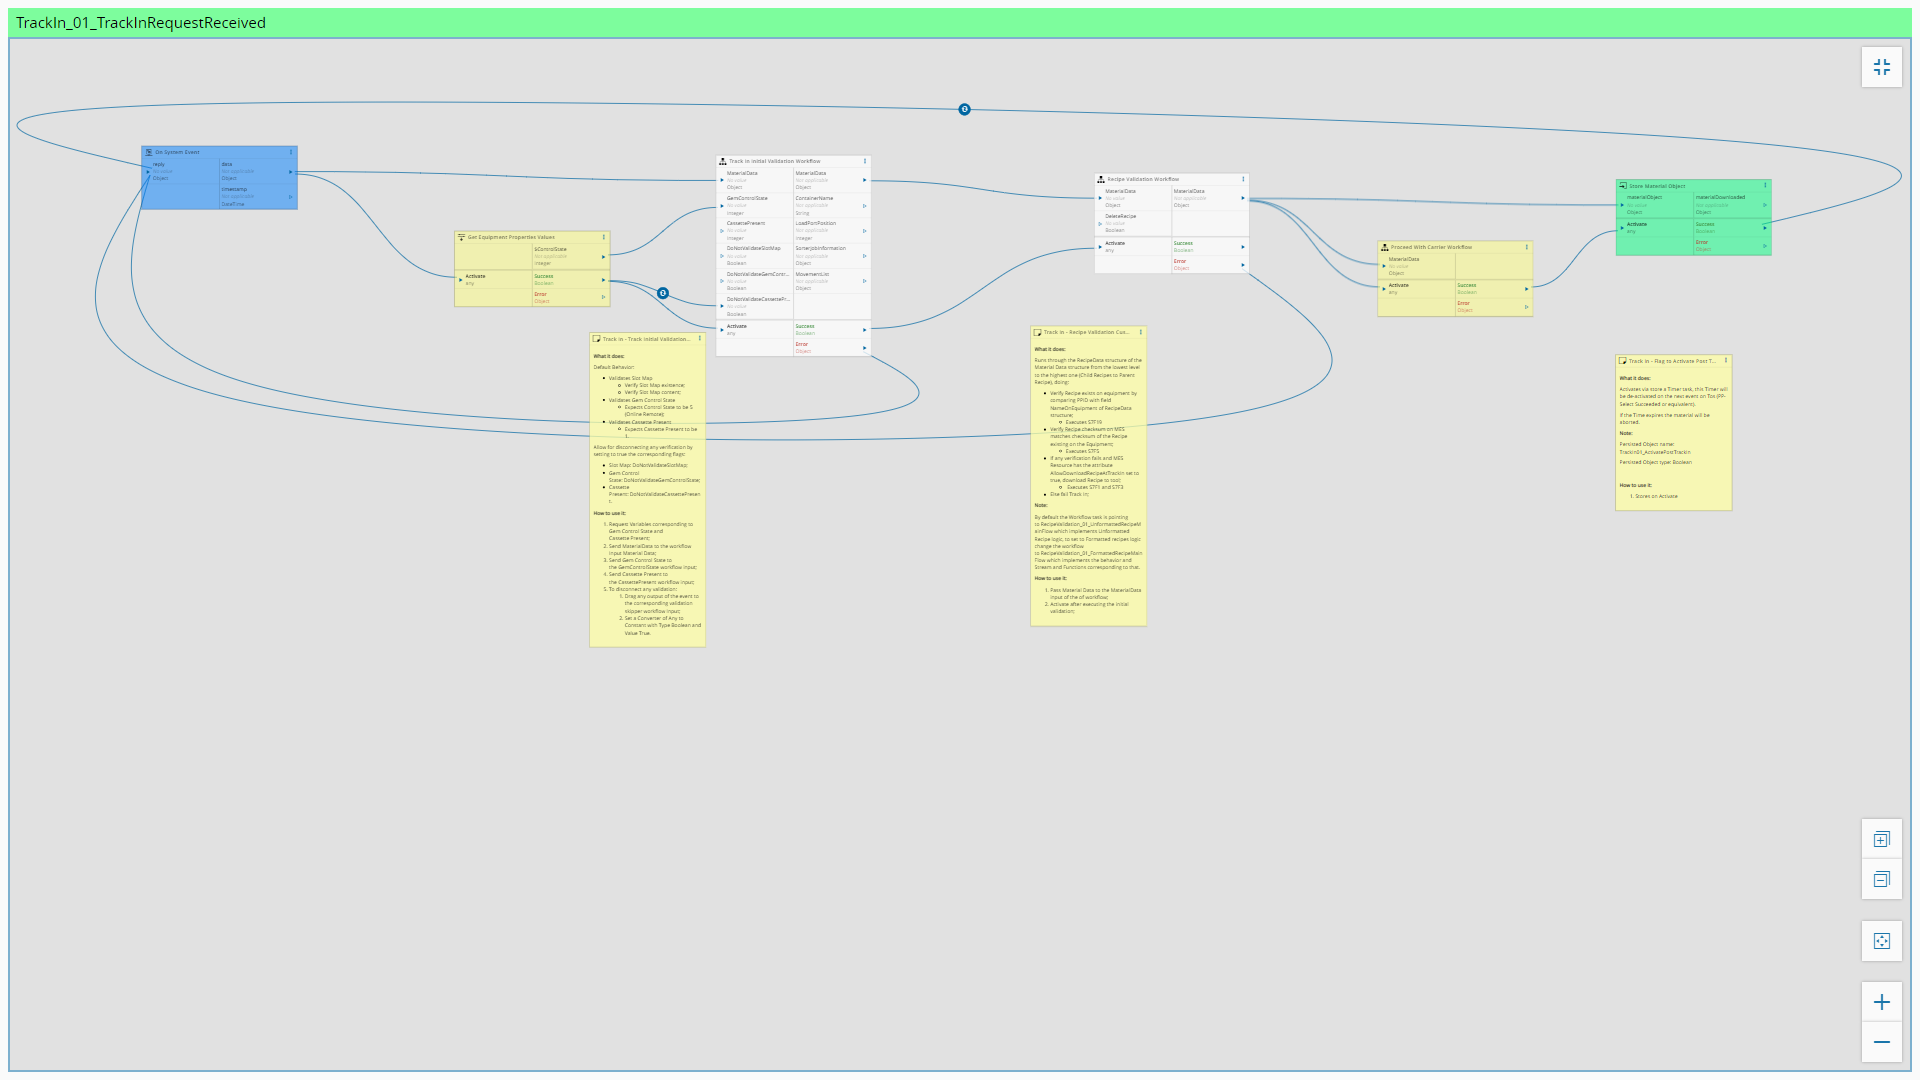 TrackIn_01_TrackInRequestReceived
On System Event
reply
No value
Object
data
Not applicable
Object
timestamp
Not applicable
DateTime
Get Equipment Properties Values
Not applicable
Integer
Activate
any
Success
Boolean
Error
Object
Track In Initial Validation Workflow
MaterialData
No value
Object
GemControlState
No value
Integer
CassettePresent
No value
Integer
DoNotValidateSlotMap
No value
Boolean
DoNotValidateGemContr...
No value
Boolean
DoNotValidateCassettePr...
No value
Boolean
MaterialData
Not applicable
Object
ContainerName
Not applicable
String
LoadPortPosition
Not applicable
Integer
SorterJobInformation
Not applicable
Object
MovementList
Not applicable
Object
Activate
any
Success
Boolean
Error
Object
Track In - Track Initial Validation...
What it does:
Default Behavior:
Validates Slot Map
Verify Slot Map existence;
Verify Slot Map content;
Validates Gem Control State
Expects Control State to be 5
(Online Remote);
Validates Cassette Present
Expects Cassette Present to be
1.
Allow for disconnecting any verification by
setting to true the corresponding flags:
Slot Map: DoNotValidateSlotMap;
Gem Control
State: DoNotValidateGemControlState;
Cassette
Present: DoNotValidateCassettePresen
t.
How to use it:
1. Request Variables corresponding to
Gem Control State and
Cassette Present;
2. Send MaterialData to the workflow
input Material Data;
3. Send Gem Control State to
the GemControlState workflow input;
4. Send Cassette Present to
the CassettePresent workflow input;
5. To disconnect any validation:
1. Drag any output of the event to
the corresponding validation
skipper workflow input;
2. Set a Converter of Any to
Constant with Type Boolean and
Value True.
Recipe Validation Workflow
MaterialData
No value
Object
DeleteRecipe
No value
Boolean
MaterialData
Not applicable
Object
Activate
any
Success
Boolean
Error
Object
Track In - Recipe Validation Cus...
What it does:
Runs through the RecipeData structure of the
Material Data structure from the lowest level
to the highest one (Child Recipes to Parent
Recipe), doing:
Verify Recipe exists on equipment by
comparing PPID with field
NameOnEquipment of RecipeData
structure;
Executes S7F19
Verify Recipe checksum on MES
matches checksum of the Recipe
existing on the Equipment;
Executes S7F5
If any verification fails and MES
Resource has the attribute
AllowDownloadRecipeAtTrackIn set to
true, download Recipe to tool;
Executes S7F1 and S7F3
Else fail Track In;
Note:
By default the Workflow task is pointing
to RecipeValidation_01_UnformattedRecipeM
ainFlow which implements Unformatted
Recipe logic, to set to Formatted recipes logic
change the workflow
to RecipeValidation_01_FormattedRecipeMain
Flow which implements the behavior and
Stream and Functions corresponding to that.
How to use it:
1. Pass Material Data to the MaterialData
input of the of workflow;
2. Activate after executing the initial
validation;
Proceed With Carrier Workflow
MaterialData
No value
Object
Activate
any
Success
Boolean
Error
Object
Store Material Object
materialObject
No value
Object
materialDownloaded
Not applicable
Object
Activate
any
Success
Boolean
Error
Object
Track In - Flag to Activate Post T...
What it does:
Activates via store a Timer task, this Timer will
be de-activated on the next event on Tos (PP-
Select Succeeded or equivalent).
If the Time expires the material will be
aborted.
Note:
Persisted Object name:
TrackIn01_ActivatePostTrackIn
Persisted Object type: Boolean
How to use it:
1. Stores on Activate